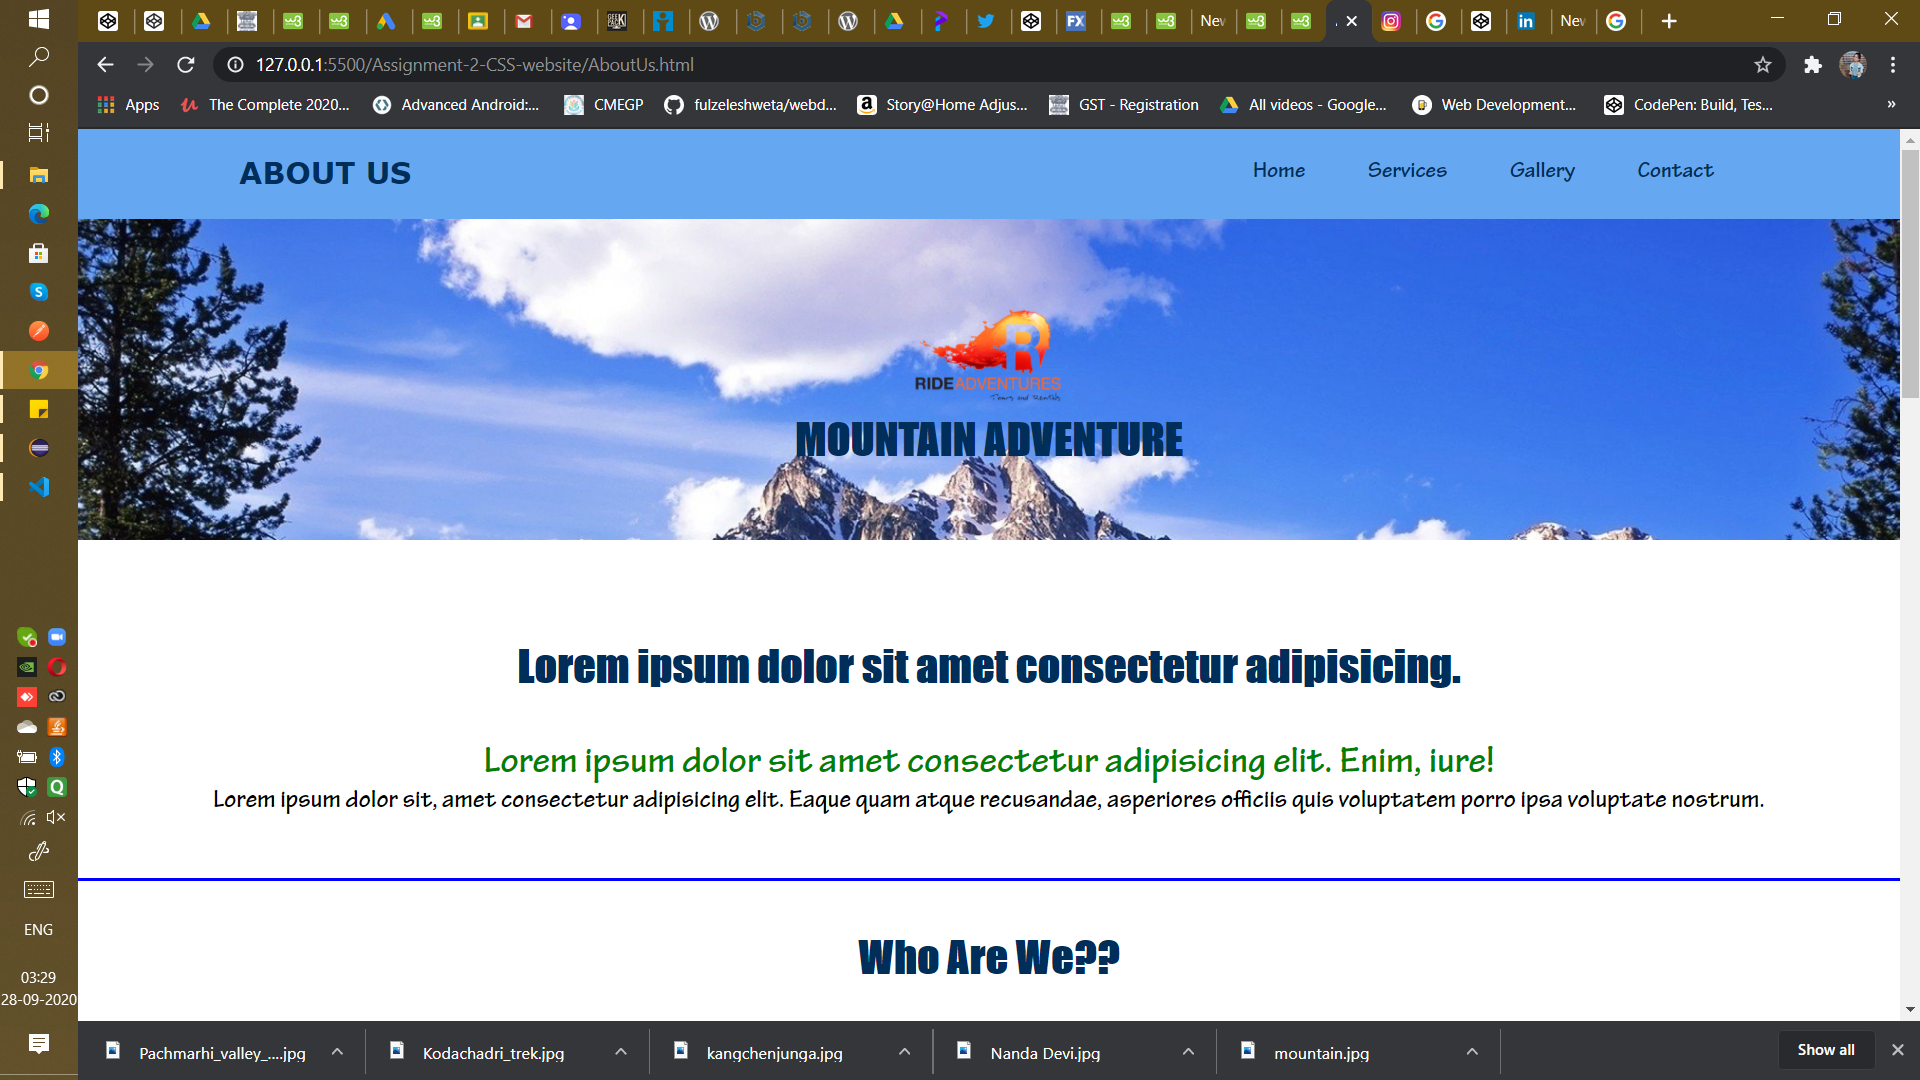 New
New
127.0.0.1:5500/Assignment-2-CSS-website/AboutUs.html
Apps
The Complete 2020...
Advanced Android:...
CMEGP
fulzeleshweta/webd...
Story@Home Adjus...
GST - Registration
All videos - Google...
Web Development...
CodePen: Build, Tes...
»
ABOUT US
Home
Services
Gallery
Contact
RIDEADVENTURES
Tours and Rentals
MOUNTAIN ADVENTURE
Lorem ipsum dolor sit amet consectetur adipisicing.
Lorem ipsum dolor sit amet consectetur adipisicing elit. Enim, iure!
Lorem ipsum dolor sit, amet consectetur adipisicing elit. Eaque quam atque recusandae, asperiores officiis quis voluptatem porro ipsa voluptate nostrum.
Who Are We??
ENG
03:29
28-09-2020
Pachmarhi_valley_....jpg
Kodachadri_trek.jpg
kangchenjunga.jpg
Nanda Devi.jpg
mountain.jpg
Show all